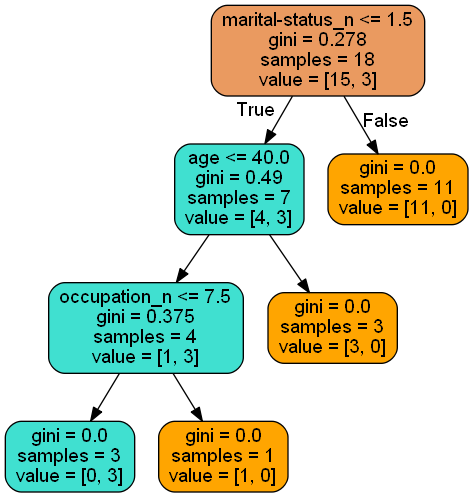 marital-status_n <= 1.5
gini = 0.278
samples = 18
value = [15, 3]
True
False
age <= 40.0
gini = 0.49
samples = 7
value = [4, 3]
gini = 0.0
samples = 11
value = [11, 0]
occupation_n <= 7.5
gini = 0.375
samples = 4
value = [1, 3]
gini = 0.0
samples = 3
value = [3, 0]
gini = 0.0
samples = 3
value = [0, 3]
gini = 0.0
samples = 1
value = [1, 0]